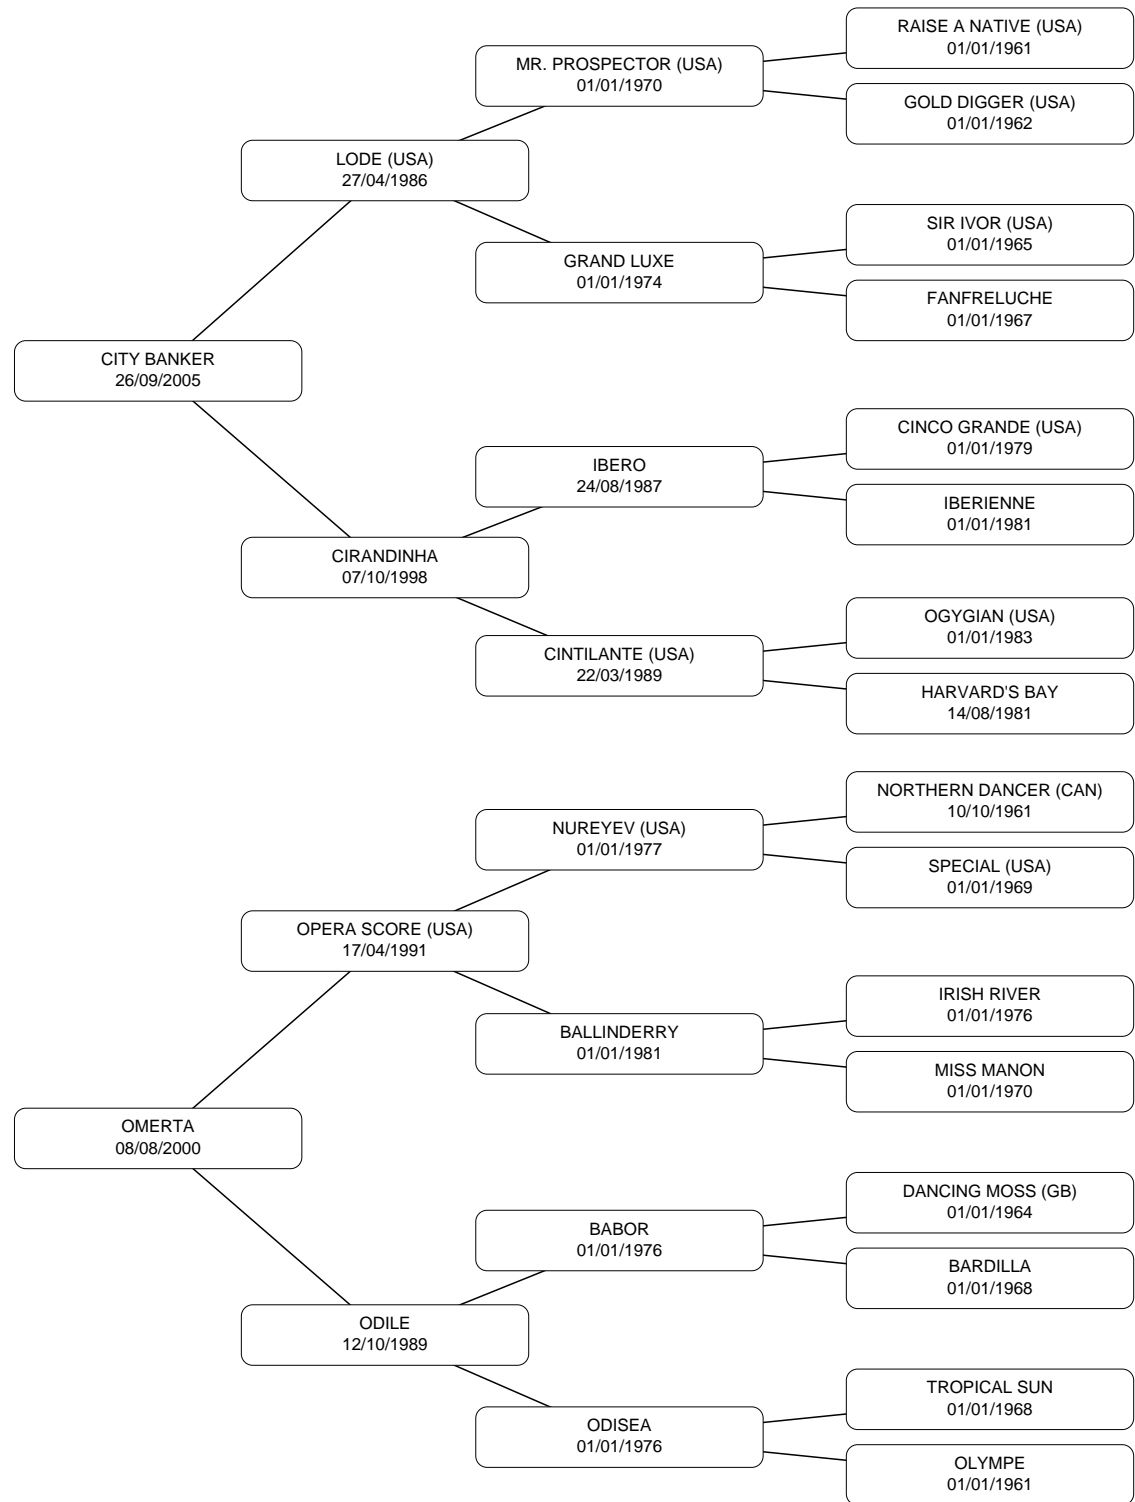 RAISE A NATIVE (USA)
01/01/1961
MR. PROSPECTOR (USA)
01/01/1970
GOLD DIGGER (USA)
01/01/1962
LODE (USA)
27/04/1986
SIR IVOR (USA)
01/01/1965
GRAND LUXE
01/01/1974
FANFRELUCHE
01/01/1967
CITY BANKER
26/09/2005
CINCO GRANDE (USA)
01/01/1979
IBERO
24/08/1987
IBERIENNE
01/01/1981
CIRANDINHA
07/10/1998
OGYGIAN (USA)
01/01/1983
CINTILANTE (USA)
22/03/1989
HARVARD'S BAY
14/08/1981
NORTHERN DANCER (CAN)
10/10/1961
NUREYEV (USA)
01/01/1977
SPECIAL (USA)
01/01/1969
OPERA SCORE (USA)
17/04/1991
IRISH RIVER
01/01/1976
BALLINDERRY
01/01/1981
MISS MANON
01/01/1970
OMERTA
08/08/2000
DANCING MOSS (GB)
01/01/1964
BABOR
01/01/1976
BARDILLA
01/01/1968
ODILE
12/10/1989
TROPICAL SUN
01/01/1968
ODISEA
01/01/1976
OLYMPE
01/01/1961